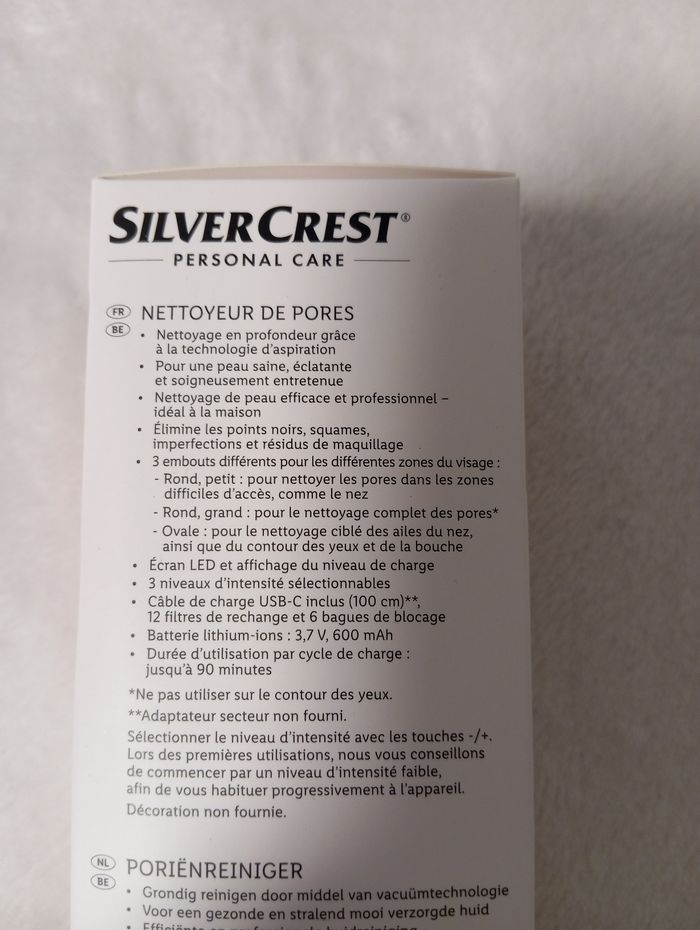 SILVERCREST®
PERSONAL CARE
FR NETTOYEUR DE PORES
BE
• Nettoyage en profondeur grâce
à la technologie d'aspiration
• Pour une peau saine, éclatante
et soigneusement entretenue
• Nettoyage de peau efficace et professionnel –
idéal à la maison
• Élimine les points noirs, squames,
imperfections et résidus de maquillage
• 3 embouts différents pour les différentes zones du visage :
- Rond, petit : pour nettoyer les pores dans les zones
difficiles d'accès, comme le nez
- Rond, grand : pour le nettoyage complet des pores*
- Ovale : pour le nettoyage ciblé des ailes du nez,
ainsi que du contour des yeux et de la bouche
• Écran LED et affichage du niveau de charge
• 3 niveaux d'intensité sélectionnables
• Câble de charge USB-C inclus (100 cm)**,
12 filtres de rechange et 6 bagues de blocage
• Batterie lithium-ions : 3,7 V, 600 mAh
• Durée d'utilisation par cycle de charge :
jusqu'à 90 minutes
*Ne pas utiliser sur le contour des yeux.
**Adaptateur secteur non fourni.
Sélectionner le niveau d'intensité avec les touches -/+.
Lors des premières utilisations, nous vous conseillons
de commencer par un niveau d'intensité faible,
afin de vous habituer progressivement à l'appareil.
Décoration non fournie.
NL PORIËNREINIGER
BE
• Grondig reinigen door middel van vacuümtechnologie
• Voor een gezonde en stralend mooi verzorgde huid